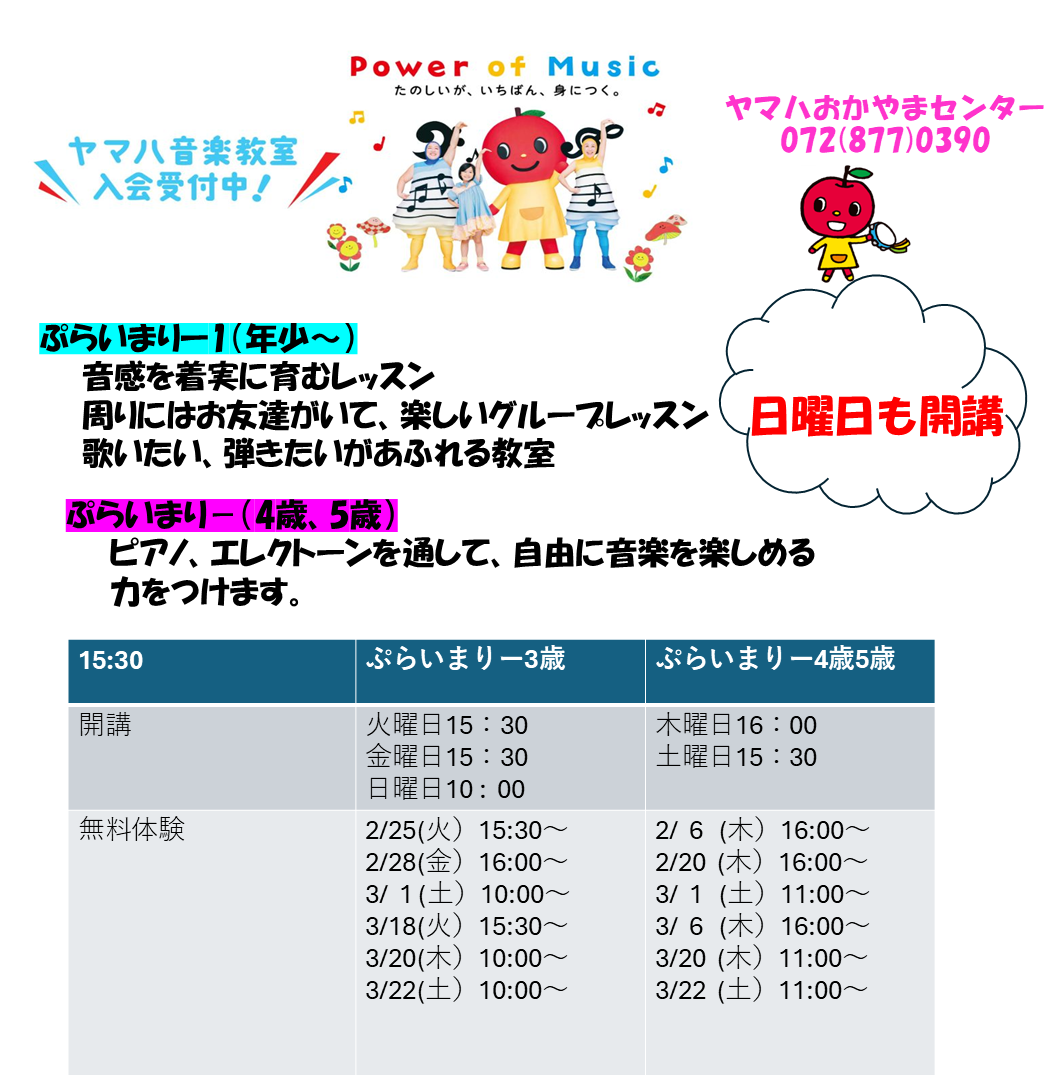 Power of Music
たのしいが、いちばん、身につく。
ヤマハおかやまセンター
072(877)0390
ヤマハ音楽教室
入会受付中！
ぷらいまりー1（年少～）
音感を着実に育むレッスン
周りにはお友達がいて、楽しいグループレッスン
歌いたい、弾きたいがあふれる教室
日曜日も開講
ぷらいまりー（4歳、5歳）
ピアノ、エレクトーンを通して、自由に音楽を楽しめる
力をつけます。
15:30 ぷらいまりー3歳 ぷらいまりー4歳5歳
開講 火曜日15：30 木曜日16：00
金曜日15：30 土曜日15：30
日曜日10：00
無料体験 2/25(火）15:30～ 2/ 6 (木）16:00～
2/28(金）16:00～ 2/20 (木）16:00～
3/ 1 (土）10:00～ 3/ 1 (土）11:00～
3/18(火）15:30～ 3/ 6 (木）16:00～
3/20(木）10:00～ 3/20 (木）11:00～
3/22(土）10:00～ 3/22 (土）11:00～